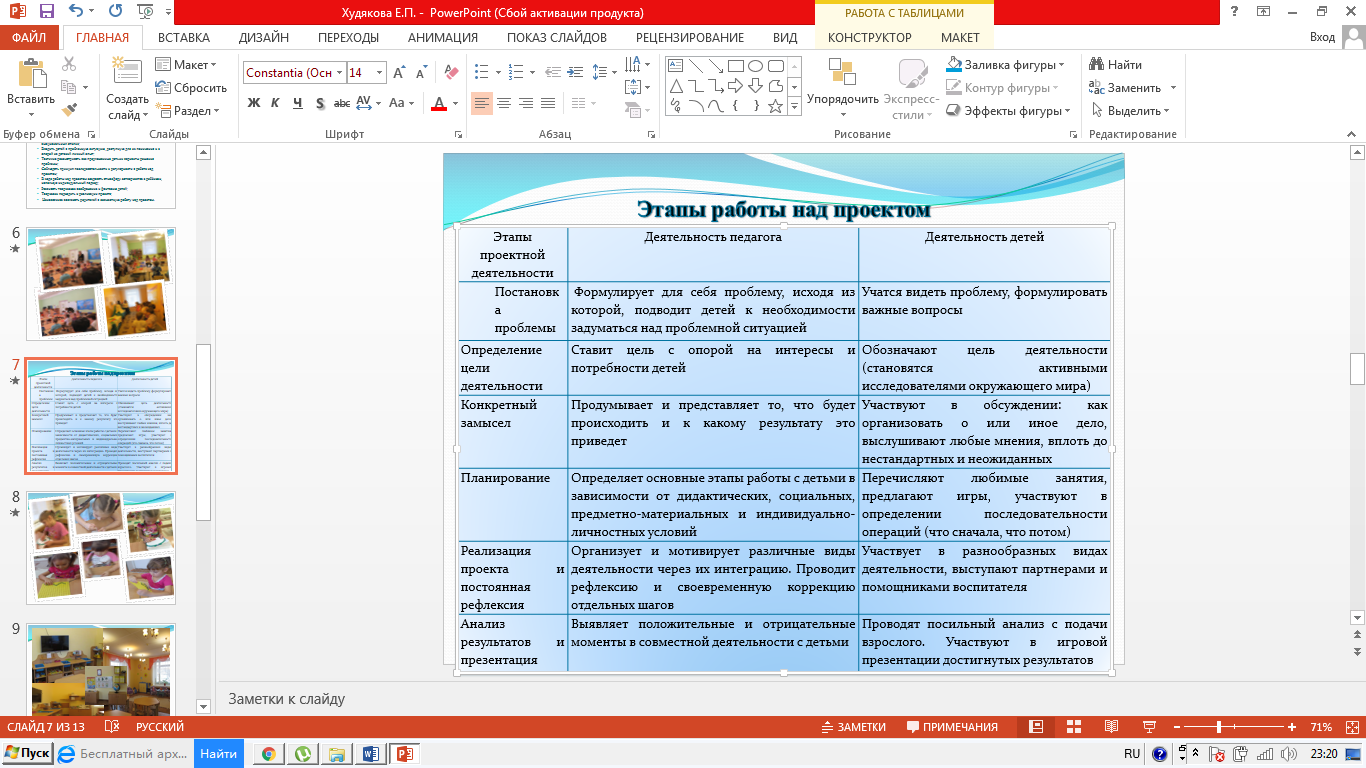 Худякова Е.П. - PowerPoint (Сбой активации продукта)
РАБОТА С ТАБЛИЦАМИ
ФАЙЛ ГЛАВНАЯ ВСТАВКА ДИЗАЙН ПЕРЕХОДЫ АНИМАЦИЯ ПОКАЗ СЛАЙДОВ РЕЦЕНЗИРОВАНИЕ ВИД КОНСТРУКТОР МАКЕТ Вход
Вставить
Буфер обмена
Создать
слайд
Макет
Сбросить
Раздел
Слайды
Constantia (Осн 14
Ж К Ч S abc AV Aa А
Шрифт
Абзац
Упорядочить
Экспресс-
стили
Заливка фигуры
Контур фигуры
Эффекты фигуры
Рисование
Найти
Заменить
Выделить
Редактирование
6
7
8
9
Этапы работы над проектом
Этапы
проектной
деятельности
Деятельность педагога
Деятельность детей
Постановк
а
проблемы
Формулирует для себя проблему, исходя из
которой, подводит детей к необходимости
задуматься над проблемной ситуацией
Учатся видеть проблему, формулировать
важные вопросы
Определение
цели
деятельности
Ставит цель с опорой на интересы и
потребности детей
Обозначают цель деятельности
(становятся активными
исследователями окружающего мира)
Конкретный
замысел
Продумывает и представляет то, что будет
происходить и к какому результату это
приведет
Участвуют в обсуждении: как
организовать то или иное дело,
выслушивают любые мнения, вплоть до
нестандартных и неожиданных
Планирование
Определяет основные этапы работы с детьми в
зависимости от дидактических, социальных,
предметно-материальных и индивидуально-
личностных условий
Перечисляют любимые занятия,
предлагают игры, участвуют в
определении последовательности
операций (что сначала, что потом)
Реализация
проекта и
постоянная
рефлексия
Организует и мотивирует различные виды
деятельности через их интеграцию. Проводит
рефлексию и своевременную коррекцию
отдельных шагов
Участвует в разнообразных видах
деятельности, выступают партнерами и
помощниками воспитателя
Анализ
результатов и
презентация
Выявляет положительные и отрицательные
моменты в совместной деятельности с детьми
Проводят посильный анализ с подачи
взрослого. Участвуют в игровой
презентации достигнутых результатов
Заметки к слайду
СЛАЙД 7 ИЗ 13 РУССКИЙ ЗАМЕТКИ ПРИМЕЧАНИЯ 71%
Пуск Бесплатный арх... Найти RU 23:20